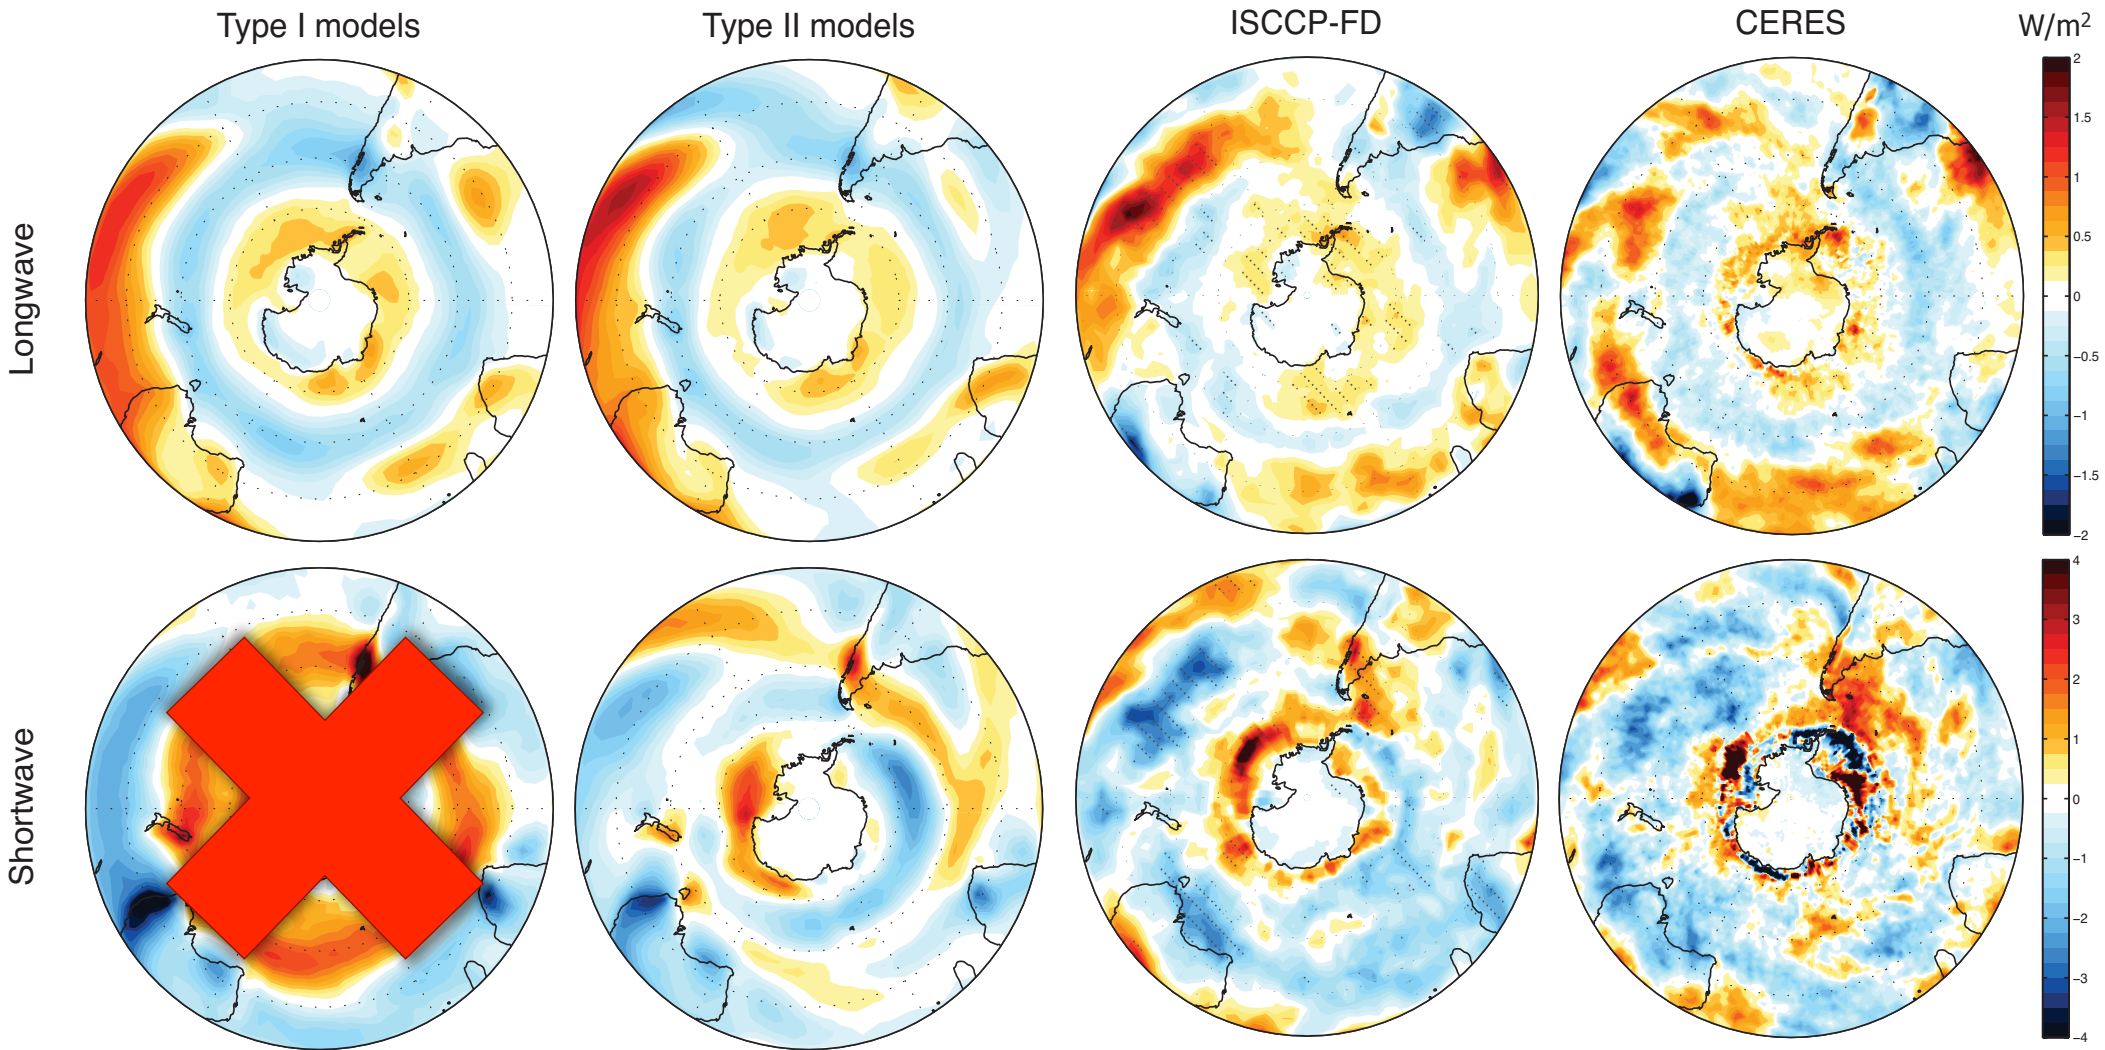 Type I models
Type II models
ISCCP-FD
CERES
W/m²
Longwave
2
1.5
1
0.5
0
−0.5
−1
−1.5
−2
Shortwave
4
3
2
1
0
−1
−2
−3
−4